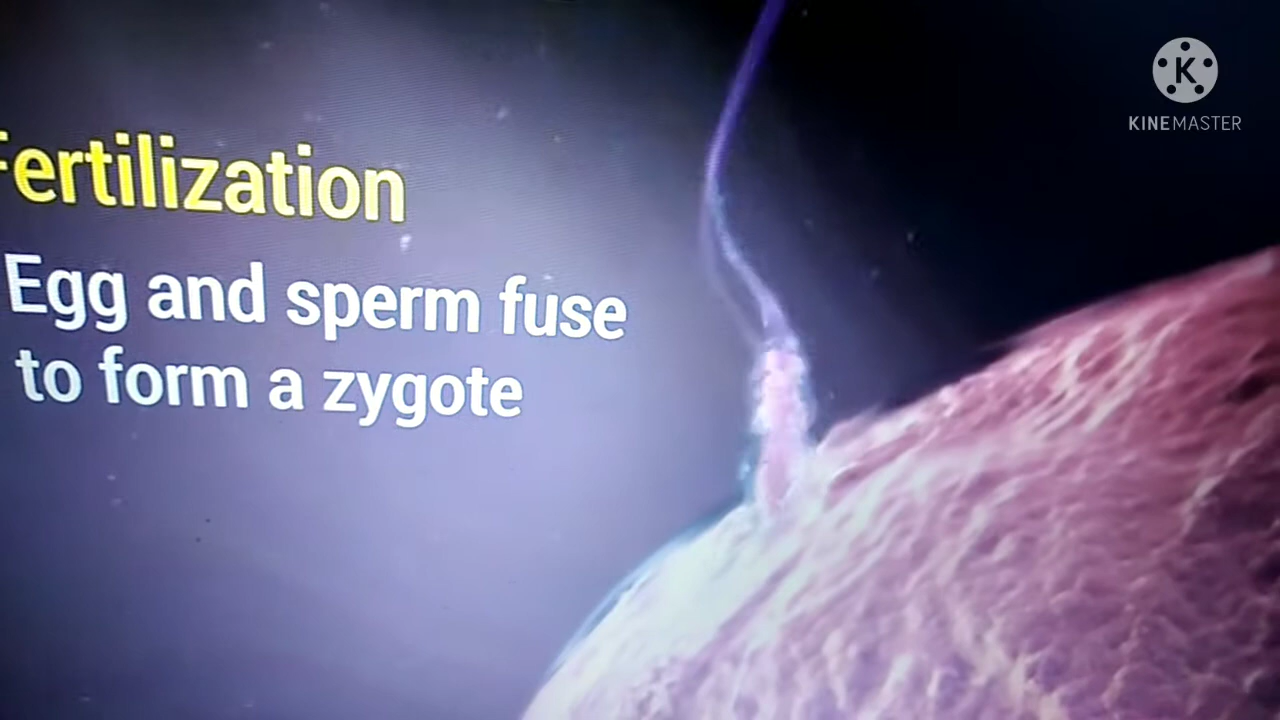 Fertilization
Egg and sperm fuse
to form a zygote
K
KINEMASTER